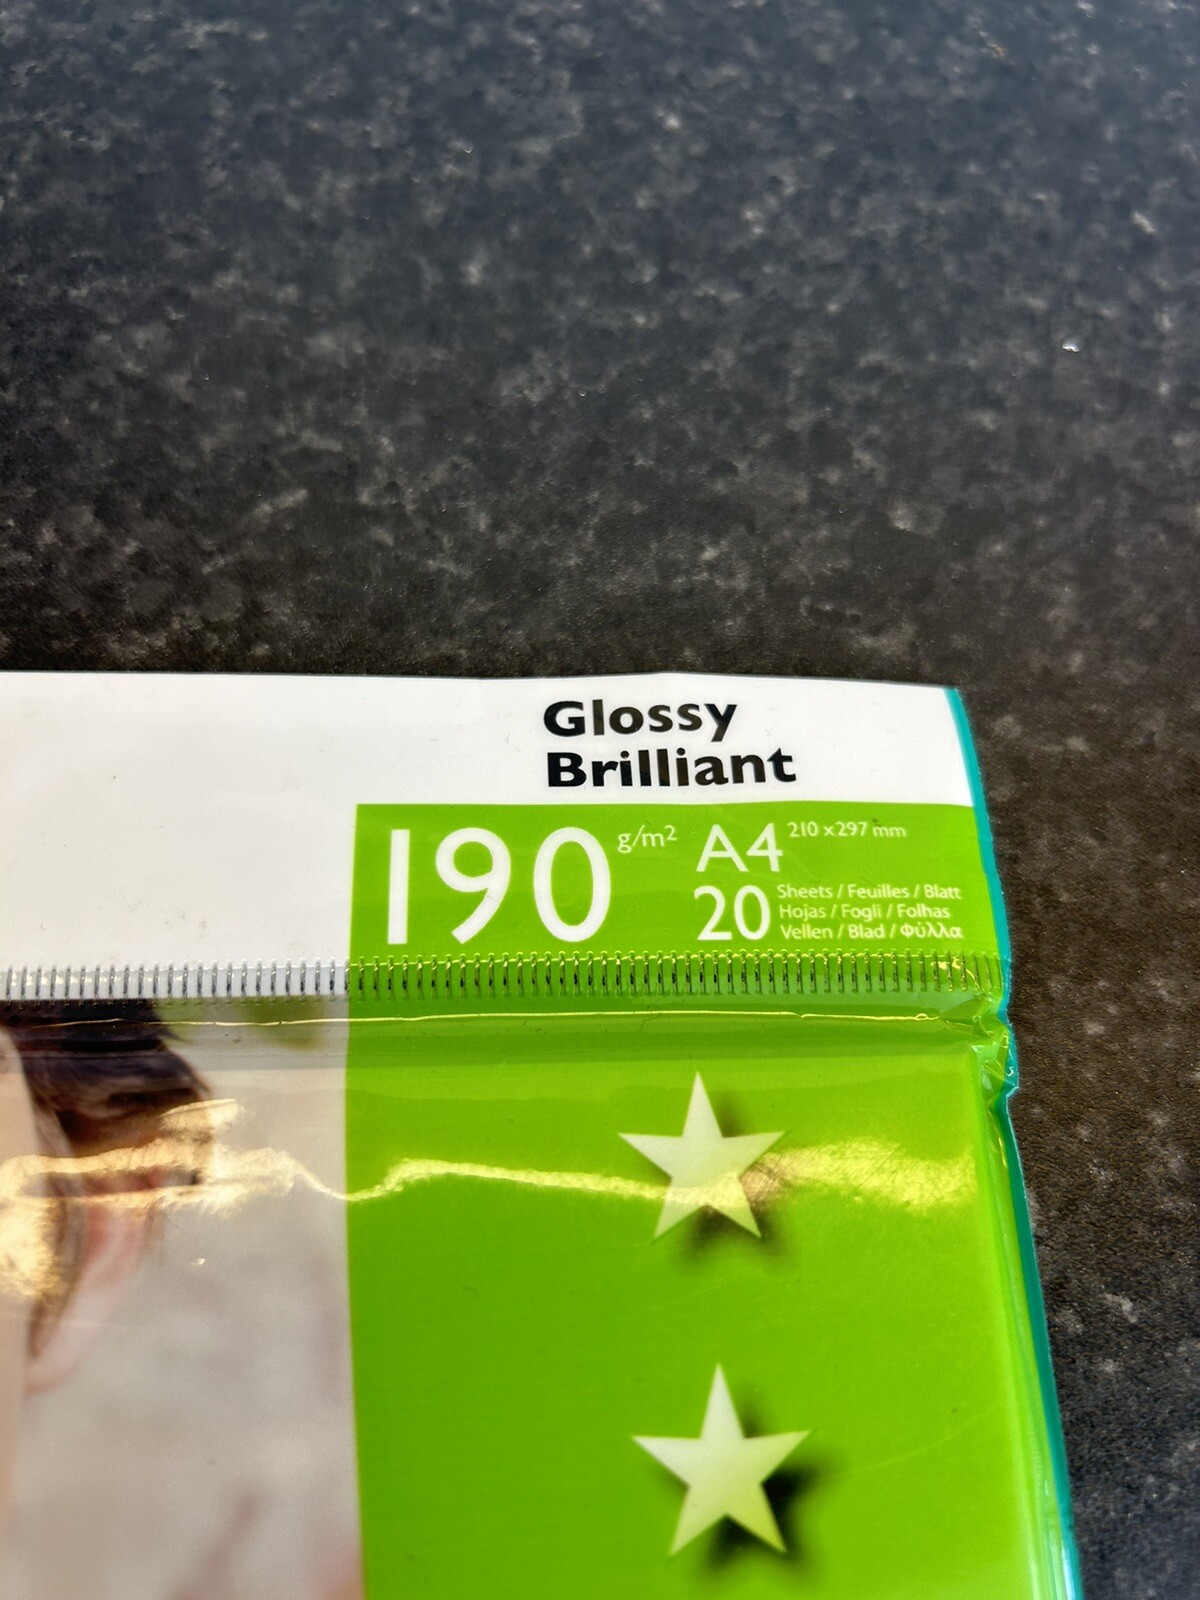 Glossy
Brilliant
190 g/m²
A4 210 x 297 mm
20 Sheets / Feuilles / Blatt
Hojas / Fogli / Folhas
Vellen / Blad / Φύλλα